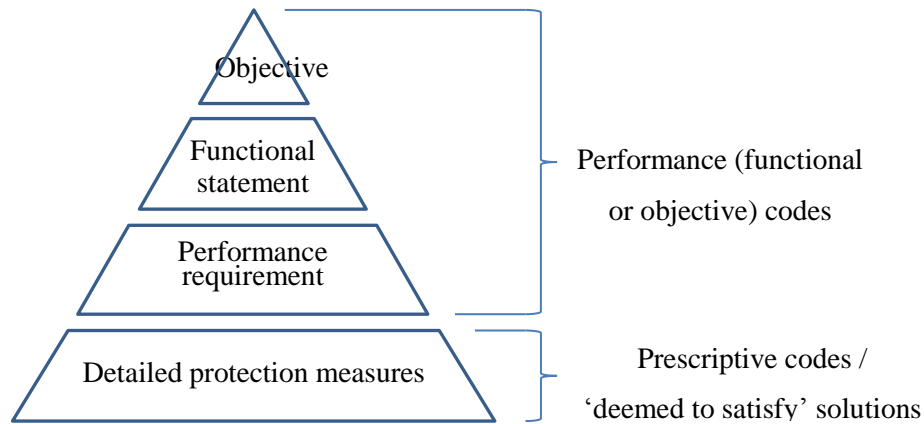 Objective
Functional
statement
Performance
requirement
Detailed protection measures
Performance (functional
or objective) codes
Prescriptive codes /
‘deemed to satisfy’ solutions